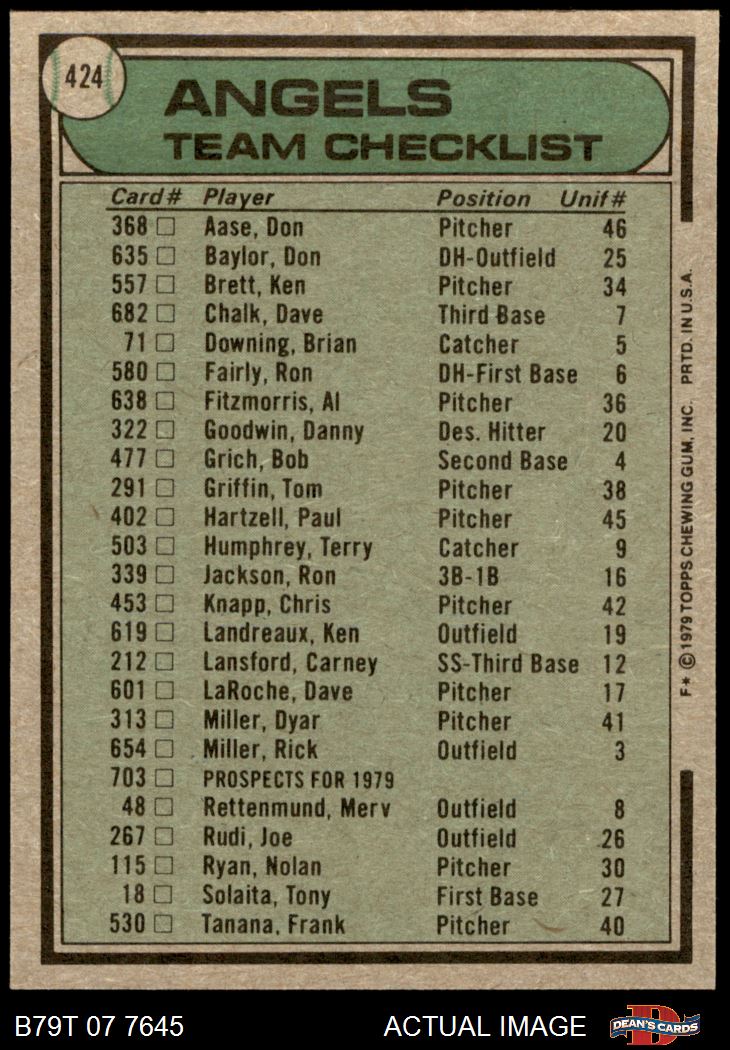 424
ANGELS
TEAM CHECKLIST
Card# Player Position Unif#
368 Aase, Don Pitcher 46
635 Baylor, Don DH-Outfield 25
557 Brett, Ken Pitcher 34
682 Chalk, Dave Third Base 7
71 Downing, Brian Catcher 5
580 Fairly, Ron DH-First Base 6
638 Fitzmorris, Al Pitcher 36
322 Goodwin, Danny Des. Hitter 20
477 Grich, Bob Second Base 4
291 Griffin, Tom Pitcher 38
402 Hartzell, Paul Pitcher 45
503 Humphrey, Terry Catcher 9
339 Jackson, Ron 3B-1B 16
453 Knapp, Chris Pitcher 42
619 Landreaux, Ken Outfield 19
212 Lansford, Carney SS-Third Base 12
601 LaRoche, Dave Pitcher 17
313 Miller, Dyar Pitcher 41
654 Miller, Rick Outfield 3
703 PROSPECTS FOR 1979
48 Rettenmund, Merv Outfield 8
267 Rudi, Joe Outfield 26
115 Ryan, Nolan Pitcher 30
18 Solaita, Tony First Base 27
530 Tanana, Frank Pitcher 40
F* © 1979 TOPPS CHEWING GUM, INC. PRTD. IN U.S.A.
B79T 07 7645 ACTUAL IMAGE
D
DEAN'S CARDS